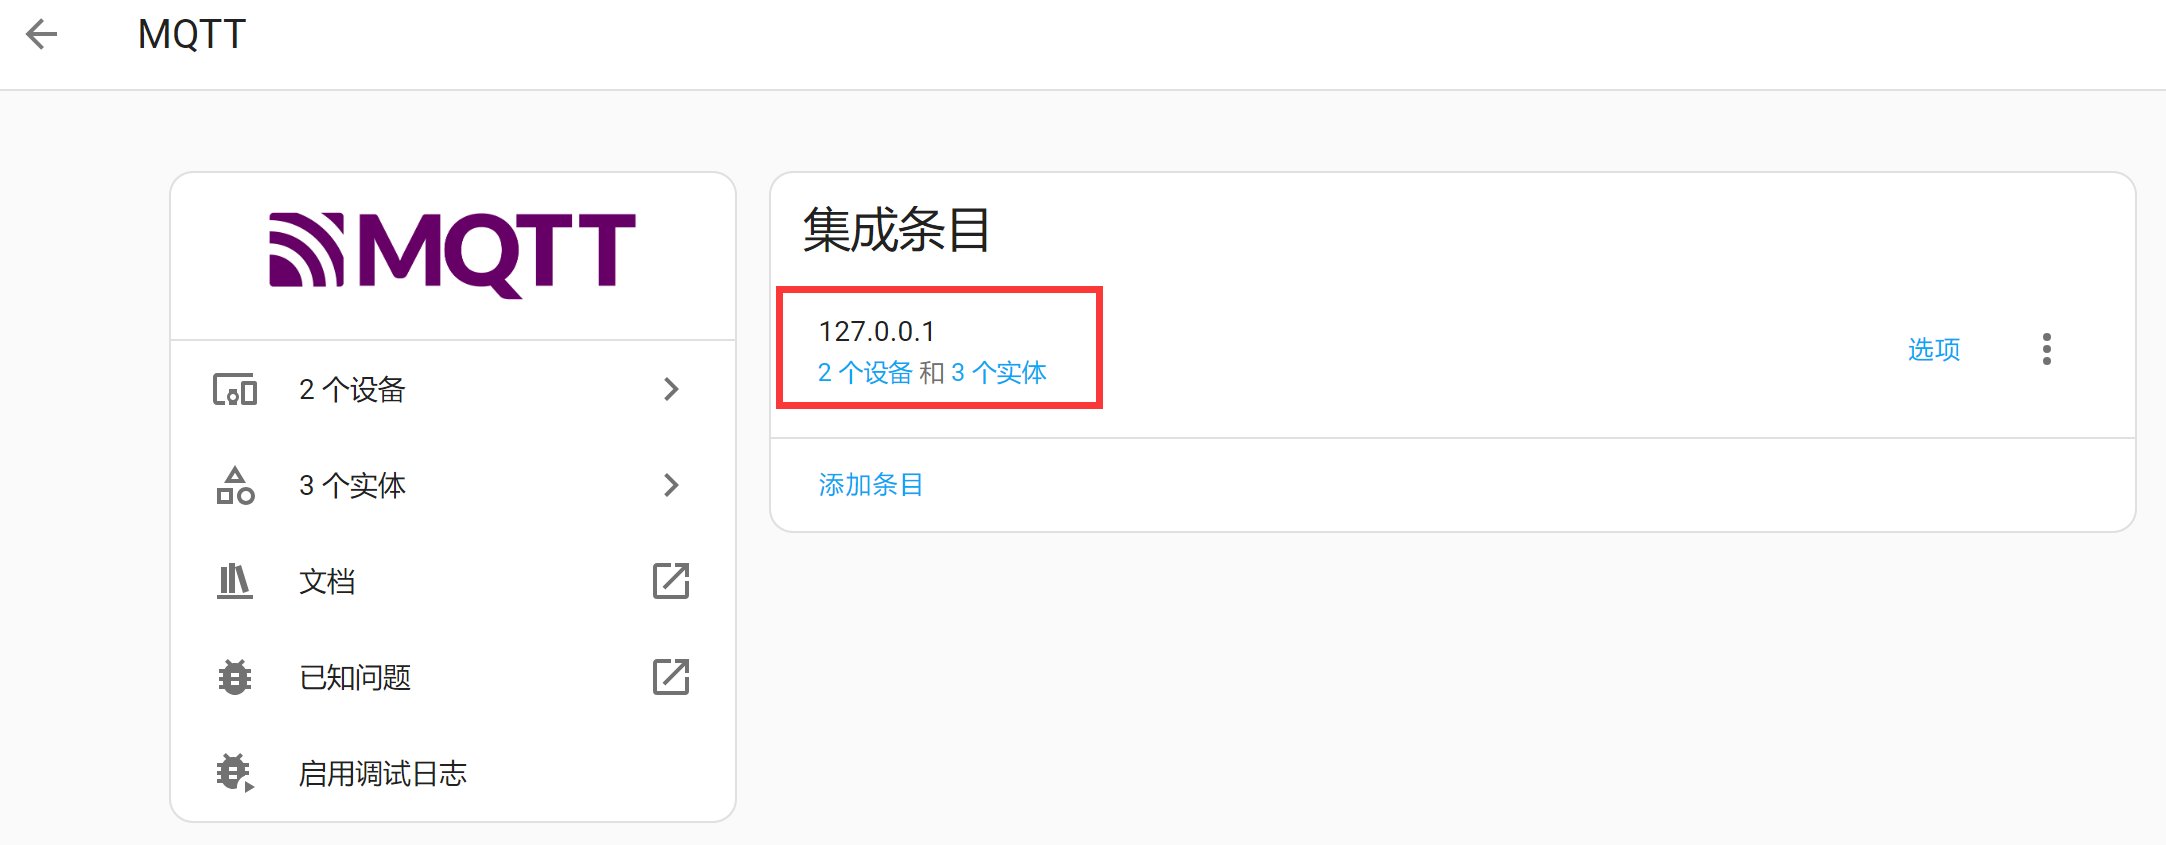 MQTT
MQTT
2 个设备
3 个实体
文档
已知问题
启用调试日志
集成条目
127.0.0.1
2 个设备 和 3 个实体
选项
添加条目